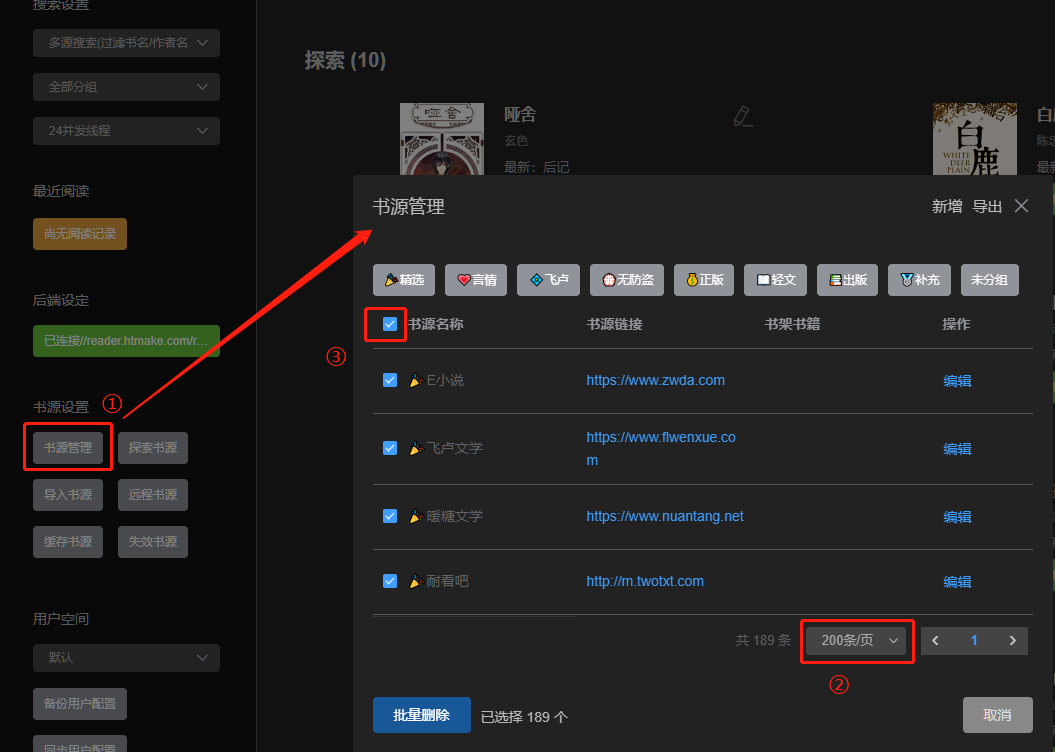 搜索设置
多源搜索(过滤书名/作者名
全部分组
24并发线程
最近阅读
尚无阅读记录
后端设定
已连接//reader.htmake.com/r...
书源设置
①
书源管理
探索书源
导入书源
远程书源
缓存书源
失效书源
用户空间
默认
备份用户配置
同步用户配置
探索 (10)
哑舍
哑舍
玄色
最新：后记
白鹿
WHITE
DEER
PLAIN
书源管理
新增 导出
精选
言情
飞卢
无防盗
正版
轻文
出版
补充
未分组
③
书源名称
书源链接
书架书籍
操作
E小说
https://www.zwda.com
编辑
飞卢文学
https://www.flwenxue.co
m
编辑
暖糖文学
https://www.nuantang.net
编辑
耐看吧
http://m.twotxt.com
编辑
共 189 条
200条/页
1
②
批量删除
已选择 189 个
取消